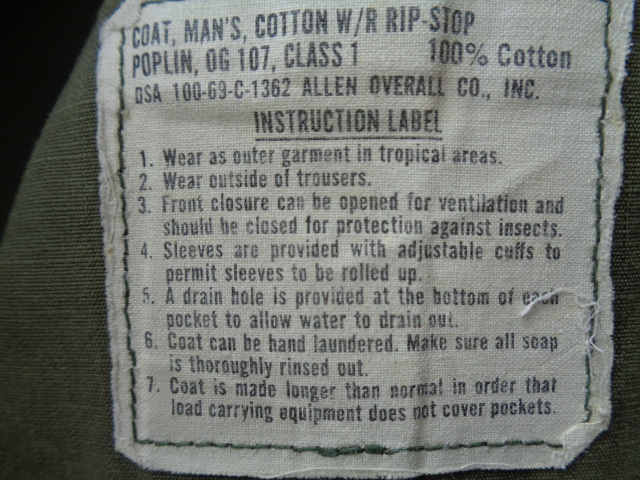 COAT, MAN'S, COTTON W/R RIP-STOP
POPLIN, OG 107, CLASS 1 100% Cotton
DSA 100-69-C-1362 ALLEN OVERALL CO., INC.
INSTRUCTION LABEL
1. Wear as outer garment in tropical areas.
2. Wear outside of trousers.
3. Front closure can be opened for ventilation and
should be closed for protection against insects.
4. Sleeves are provided with adjustable cuffs to
permit sleeves to be rolled up.
5. A drain hole is provided at the bottom of each
pocket to allow water to drain out.
6. Coat can be hand laundered. Make sure all soap
is thoroughly rinsed out.
7. Coat is made longer than normal in order that
load carrying equipment does not cover pockets.